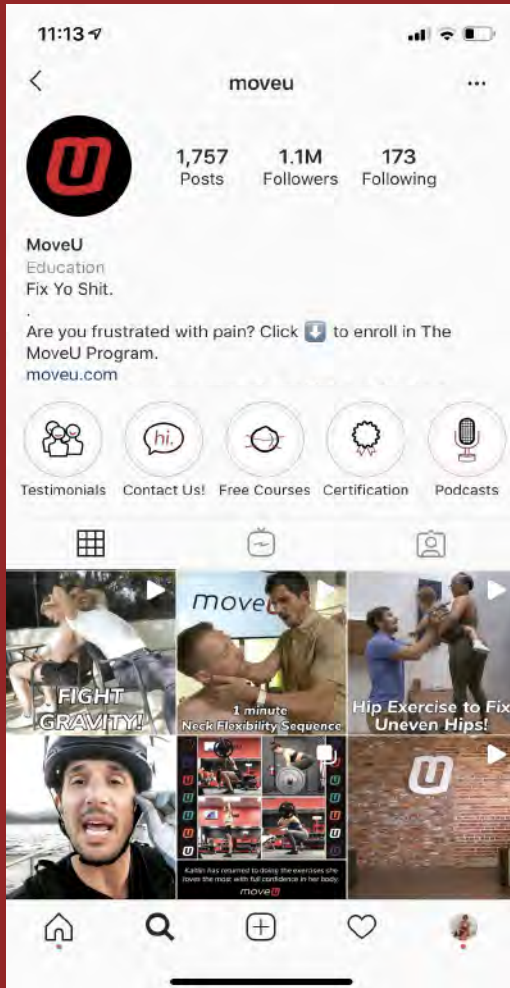 11:13
moveu
1,757 1.1M 173
Posts Followers Following
MoveU
Education
Fix Yo Shit.
.
Are you frustrated with pain? Click to enroll in The
MoveU Program.
moveu.com
hi.
Testimonials Contact Us! Free Courses Certification Podcasts
move
FIGHT
GRAVITY!
1 minute
Neck Flexibility Sequence
Hip Exercise to Fix
Uneven Hips!
Kaitlin has returned to doing the exercises she
loves the most with full confidence in her body.
moveU